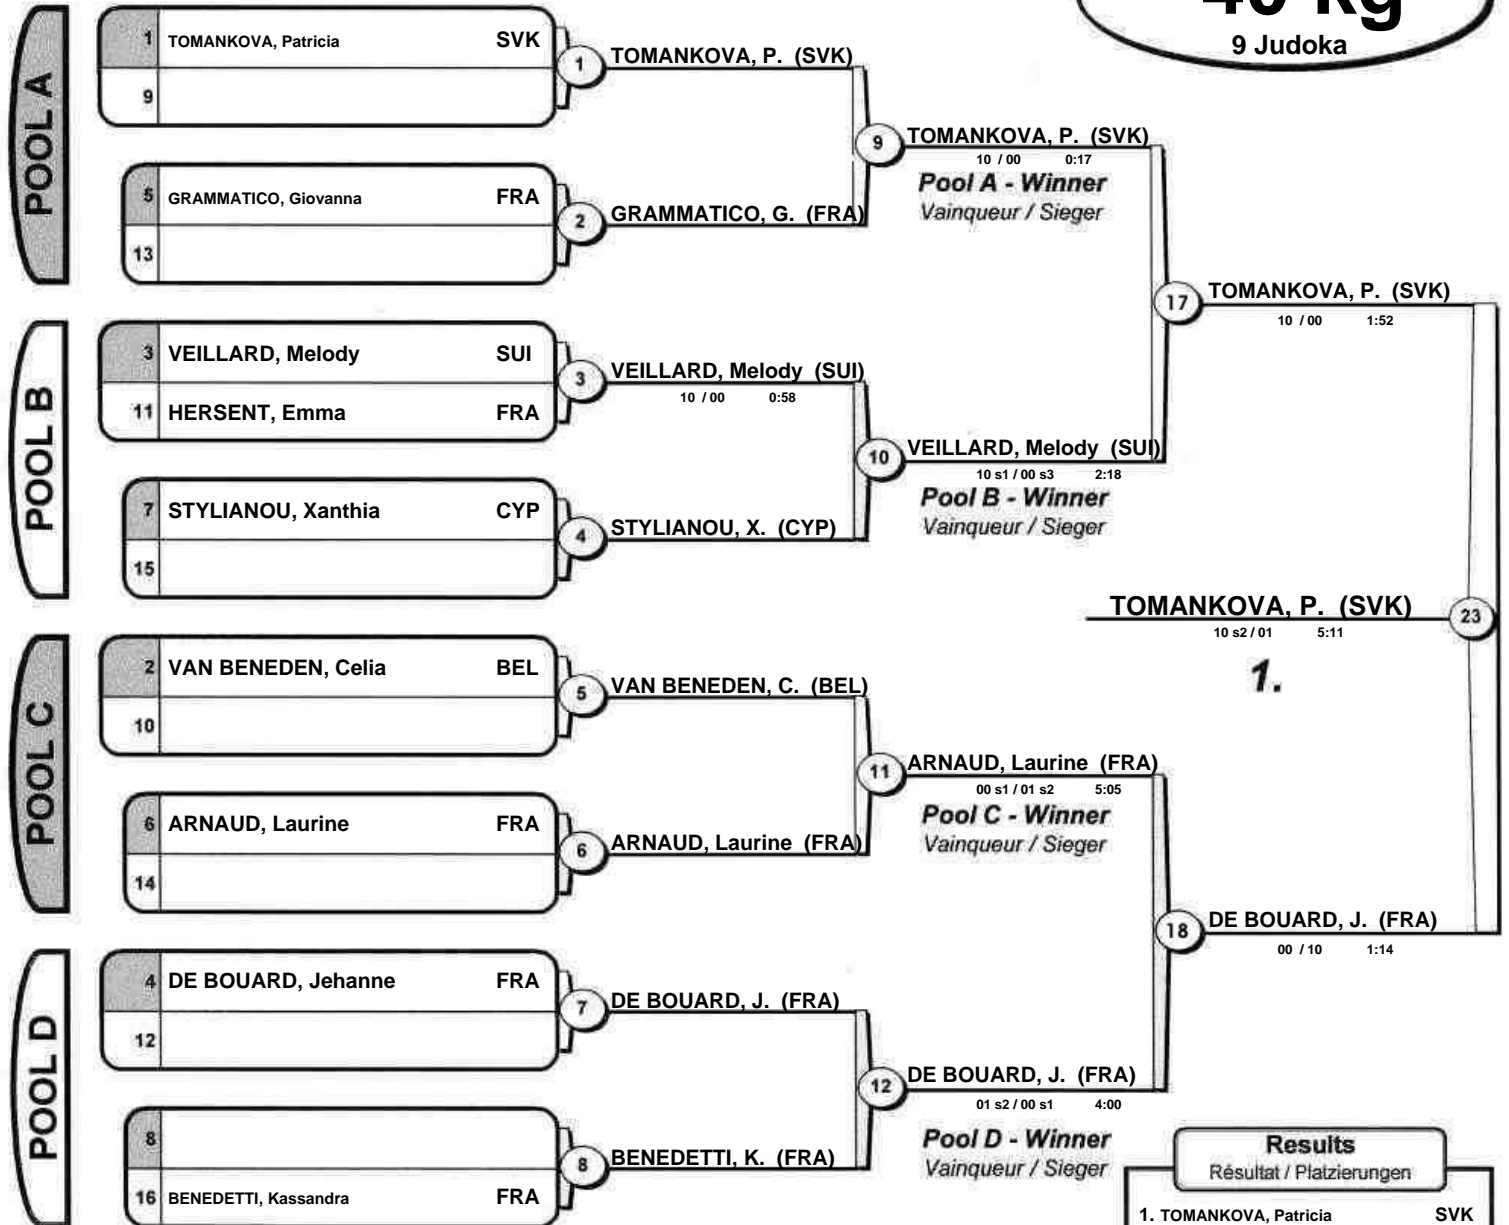 40 kg
9 Judoka
POOL A
1 TOMANKOVA, Patricia SVK
9
5 GRAMMATICO, Giovanna FRA
13
1 TOMANKOVA, P. (SVK)
2 GRAMMATICO, G. (FRA)
9 TOMANKOVA, P. (SVK)
10 / 00 0:17
Pool A - Winner
Vainqueur / Sieger
POOL B
3 VEILLARD, Melody SUI
11 HERSENT, Emma FRA
7 STYLIANOU, Xanthia CYP
15
3 VEILLARD, Melody (SUI)
10 / 00 0:58
4 STYLIANOU, X. (CYP)
10 VEILLARD, Melody (SUI)
10 s1 / 00 s3 2:18
Pool B - Winner
Vainqueur / Sieger
17 TOMANKOVA, P. (SVK)
10 / 00 1:52
TOMANKOVA, P. (SVK) 23
10 s2 / 01 5:11
1.
POOL C
2 VAN BENEDEN, Celia BEL
10
6 ARNAUD, Laurine FRA
14
5 VAN BENEDEN, C. (BEL)
6 ARNAUD, Laurine (FRA)
11 ARNAUD, Laurine (FRA)
00 s1 / 01 s2 5:05
Pool C - Winner
Vainqueur / Sieger
POOL D
4 DE BOUARD, Jehanne FRA
12
8
16 BENEDETTI, Kassandra FRA
7 DE BOUARD, J. (FRA)
8 BENEDETTI, K. (FRA)
12 DE BOUARD, J. (FRA)
01 s2 / 00 s1 4:00
Pool D - Winner
Vainqueur / Sieger
18 DE BOUARD, J. (FRA)
00 / 10 1:14
Results
Résultat / Platzierungen
1. TOMANKOVA, Patricia SVK